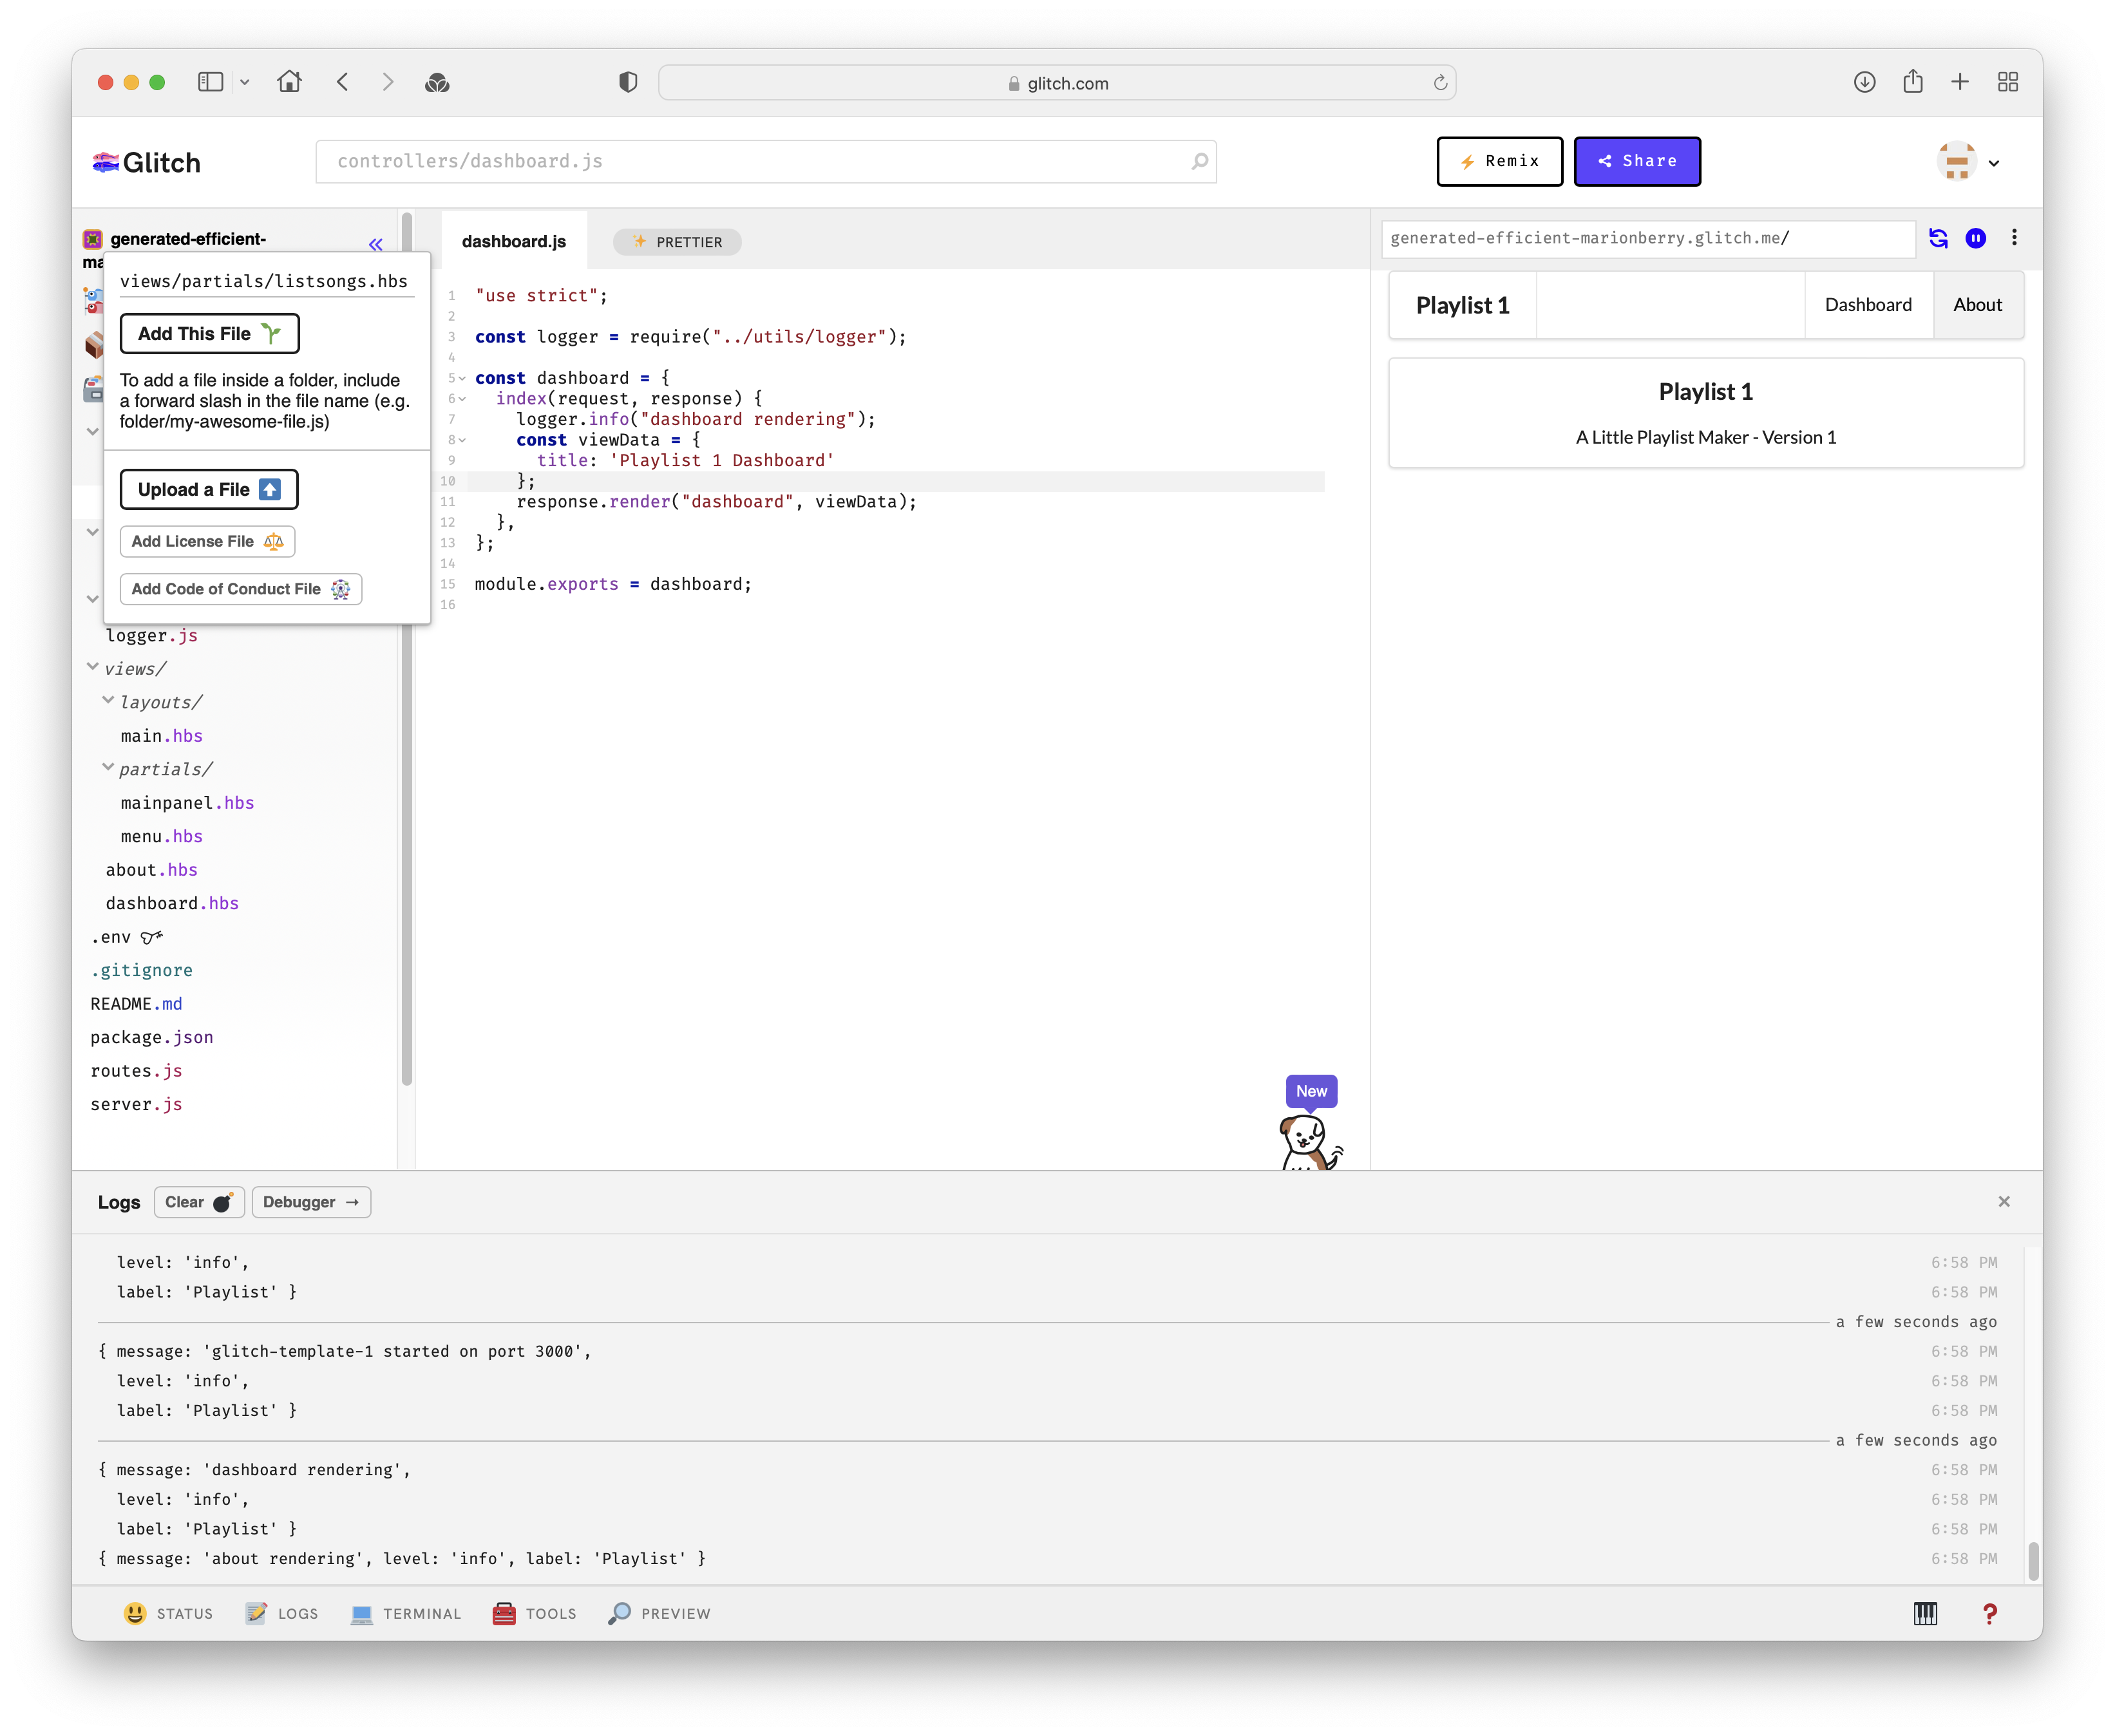 glitch.com
Glitch
controllers/dashboard.js
Remix
Share
generated-efficient-
ma
views/partials/listsongs.hbs
Add This File
To add a file inside a folder, include
a forward slash in the file name (e.g.
folder/my-awesome-file.js)
Upload a File
Add License File
Add Code of Conduct File
logger.js
views/
layouts/
main.hbs
partials/
mainpanel.hbs
menu.hbs
about.hbs
dashboard.hbs
.env
.gitignore
README.md
package.json
routes.js
server.js
dashboard.js
PRETTIER
1 "use strict";
2
3 const logger = require("../utils/logger");
4
5 const dashboard = {
6 index(request, response) {
7 logger.info("dashboard rendering");
8 const viewData = {
9 title: 'Playlist 1 Dashboard'
10 };
11 response.render("dashboard", viewData);
12 },
13 };
14
15 module.exports = dashboard;
16
New
generated-efficient-marionberry.glitch.me/
Playlist 1
Dashboard
About
Playlist 1
A Little Playlist Maker - Version 1
Logs
Clear
Debugger →
×
level: 'info', 6:58 PM
label: 'Playlist' } 6:58 PM
a few seconds ago
{ message: 'glitch-template-1 started on port 3000', 6:58 PM
level: 'info', 6:58 PM
label: 'Playlist' } 6:58 PM
a few seconds ago
{ message: 'dashboard rendering', 6:58 PM
level: 'info', 6:58 PM
label: 'Playlist' } 6:58 PM
{ message: 'about rendering', level: 'info', label: 'Playlist' } 6:58 PM
STATUS
LOGS
TERMINAL
TOOLS
PREVIEW
?